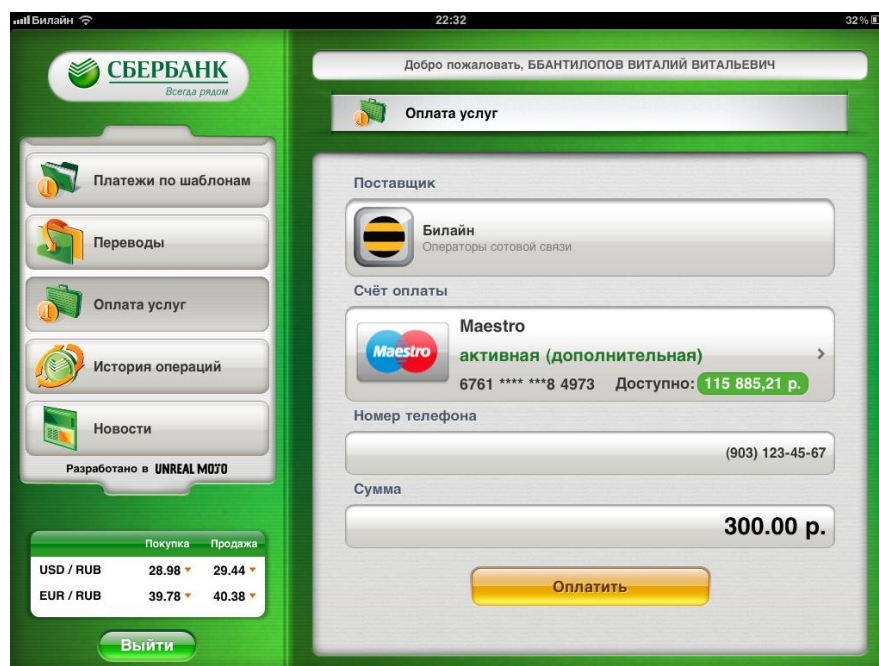 Билайн
22:32
32 %
СБЕРБАНК
Всегда рядом
Добро пожаловать, ББАНТИЛОПОВ ВИТАЛИЙ ВИТАЛЬЕВИЧ
Оплата услуг
Платежи по шаблонам
Переводы
Оплата услуг
История операций
Новости
Разработано в UNREAL MOJO
Покупка Продажа
USD / RUB 28.98 29.44
EUR / RUB 39.78 40.38
Выйти
Поставщик
Билайн
Операторы сотовой связи
Счёт оплаты
Maestro
Maestro
активная (дополнительная)
6761 **** ***8 4973 Доступно: 115 885,21 р.
Номер телефона
(903) 123-45-67
Сумма
300.00 р.
Оплатить